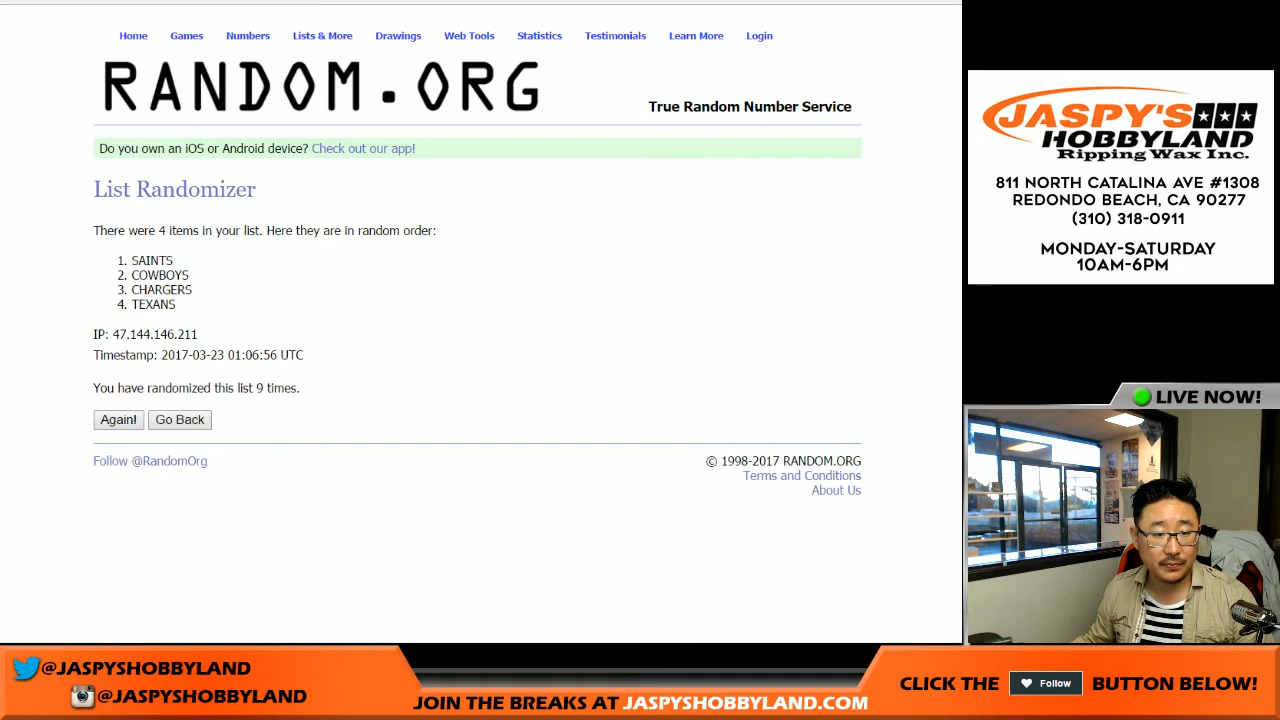 Home Games Numbers Lists & More Drawings Web Tools Statistics Testimonials Learn More Login
RANDOM.ORG
True Random Number Service
Do you own an iOS or Android device? Check out our app!
List Randomizer
There were 4 items in your list. Here they are in random order:
1. SAINTS
2. COWBOYS
3. CHARGERS
4. TEXANS
IP: 47.144.146.211
Timestamp: 2017-03-23 01:06:56 UTC
You have randomized this list 9 times.
Again! Go Back
Follow @RandomOrg
© 1998-2017 RANDOM.ORG
Terms and Conditions
About Us
JASPY'S
HOBBYLAND
Ripping Wax Inc.
811 NORTH CATALINA AVE #1308
REDONDO BEACH, CA 90277
(310) 318-0911
MONDAY-SATURDAY
10AM-6PM
LIVE NOW!
@JASPYSHOBBYLAND
@JASPYSHOBBYLAND
JOIN THE BREAKS AT JASPYSHOBBYLAND.COM
CLICK THE Follow BUTTON BELOW!